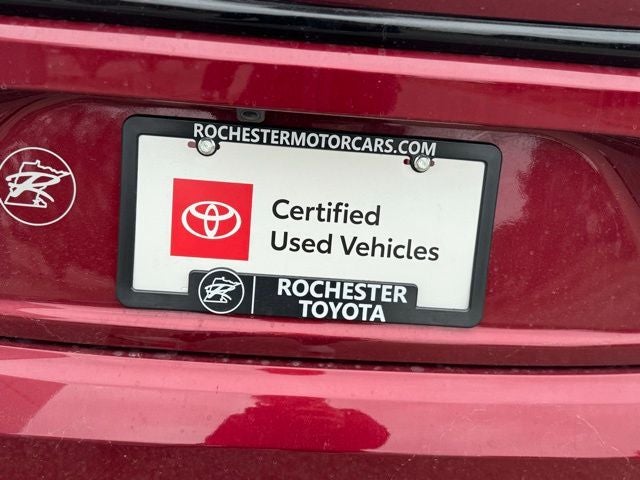 ROCHESTERMOTORCARS.COM
Certified
Used Vehicles
ROCHESTER
TOYOTA